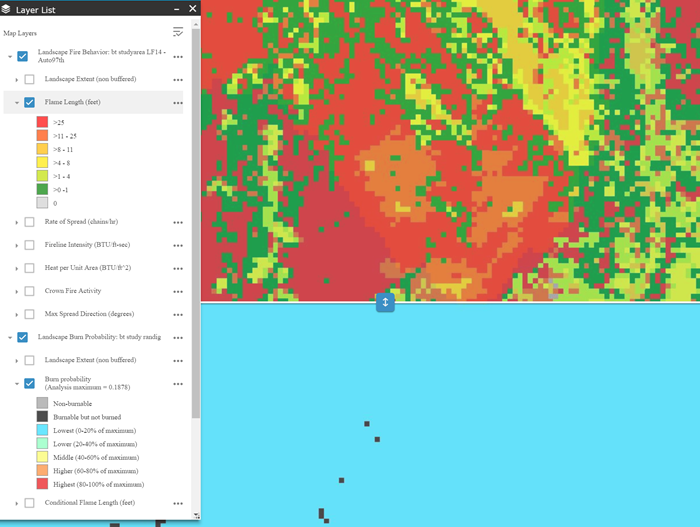 Layer List
Map Layers
Landscape Fire Behavior: bt studyarea LF14 -
Auto97th
Landscape Extent (non buffered)
Flame Length (feet)
>25
>11 - 25
>8 - 11
>4 - 8
>1 - 4
>0 -1
0
Rate of Spread (chains/hr)
Fireline Intensity (BTU/ft-sec)
Heat per Unit Area (BTU/ft^2)
Crown Fire Activity
Max Spread Direction (degrees)
Landscape Burn Probability: bt study randig
Landscape Extent (non buffered)
Burn probability
(Analysis maximum = 0.1878)
Non-burnable
Burnable but not burned
Lowest (0-20% of maximum)
Lower (20-40% of maximum)
Middle (40-60% of maximum)
Higher (60-80% of maximum)
Highest (80-100% of maximum)
Conditional Flame Length (feet)